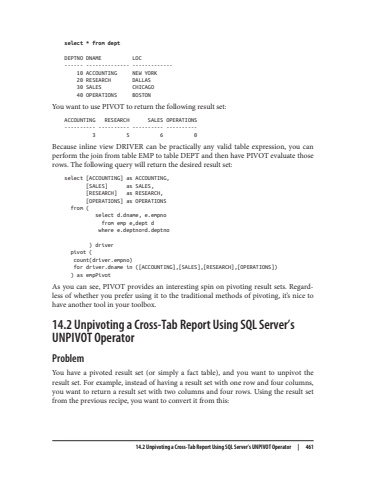 select * from dept
DEPTNO DNAME LOC
------ -------------- -------------
10 ACCOUNTING NEW YORK
20 RESEARCH DALLAS
30 SALES CHICAGO
40 OPERATIONS BOSTON
You want to use PIVOT to return the following result set:
ACCOUNTING RESEARCH SALES OPERATIONS
---------- ---------- ---------- ----------
3 5 6 0
Because inline view DRIVER can be practically any valid table expression, you can
perform the join from table EMP to table DEPT and then have PIVOT evaluate those
rows. The following query will return the desired result set:
select [ACCOUNTING] as ACCOUNTING,
[SALES] as SALES,
[RESEARCH] as RESEARCH,
[OPERATIONS] as OPERATIONS
from (
select d.dname, e.empno
from emp e,dept d
where e.deptno=d.deptno
) driver
pivot (
count(driver.empno)
for driver.dname in ([ACCOUNTING],[SALES],[RESEARCH],[OPERATIONS])
) as empPivot
As you can see, PIVOT provides an interesting spin on pivoting result sets. Regard-
less of whether you prefer using it to the traditional methods of pivoting, it's nice to
have another tool in your toolbox.
14.2 Unpivoting a Cross-Tab Report Using SQL Server's
UNPIVOT Operator
Problem
You have a pivoted result set (or simply a fact table), and you want to unpivot the
result set. For example, instead of having a result set with one row and four columns,
you want to return a result set with two columns and four rows. Using the result set
from the previous recipe, you want to convert it from this:
14.2 Unpivoting a Cross-Tab Report Using SQL Server's UNPIVOT Operator | 461